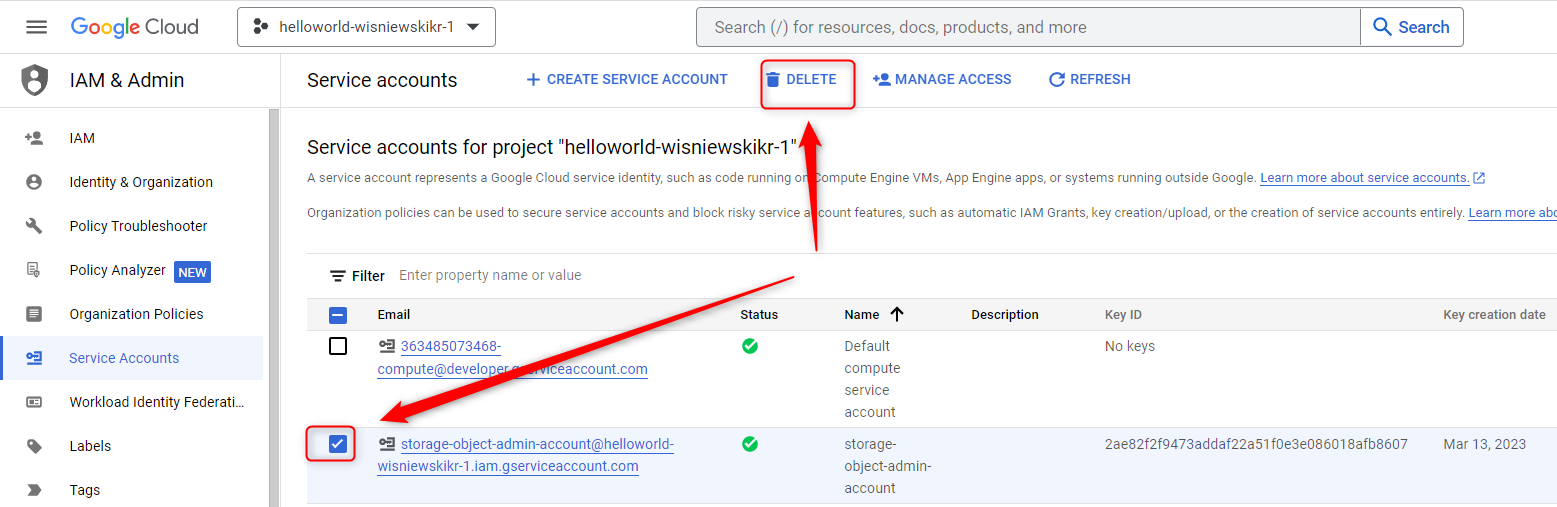 Google Cloud
helloworld-wisniewskikr-1
Search (/) for resources, docs, products, and more
Search
IAM & Admin
Service accounts
CREATE SERVICE ACCOUNT
DELETE
MANAGE ACCESS
REFRESH
IAM
Identity & Organization
Policy Troubleshooter
Policy Analyzer NEW
Organization Policies
Service Accounts
Workload Identity Federati...
Labels
Tags
Service accounts for project "helloworld-wisniewskikr-1"
A service account represents a Google Cloud service identity, such as code running on Compute Engine VMs, App Engine apps, or systems running outside Google. Learn more about service accounts.
Organization policies can be used to secure service accounts and block risky service account features, such as automatic IAM Grants, key creation/upload, or the creation of service accounts entirely. Learn more abo
Filter Enter property name or value
Email Status Name Description Key ID Key creation date
363485073468- Default No keys
compute@developer.gserviceaccount.com compute
service
account
storage-object-admin-account@helloworld- storage- 2ae82f2f9473addaf22a51f0e3e086018afb8607 Mar 13, 2023
wisniewskikr-1.iam.gserviceaccount.com object-admin-
account